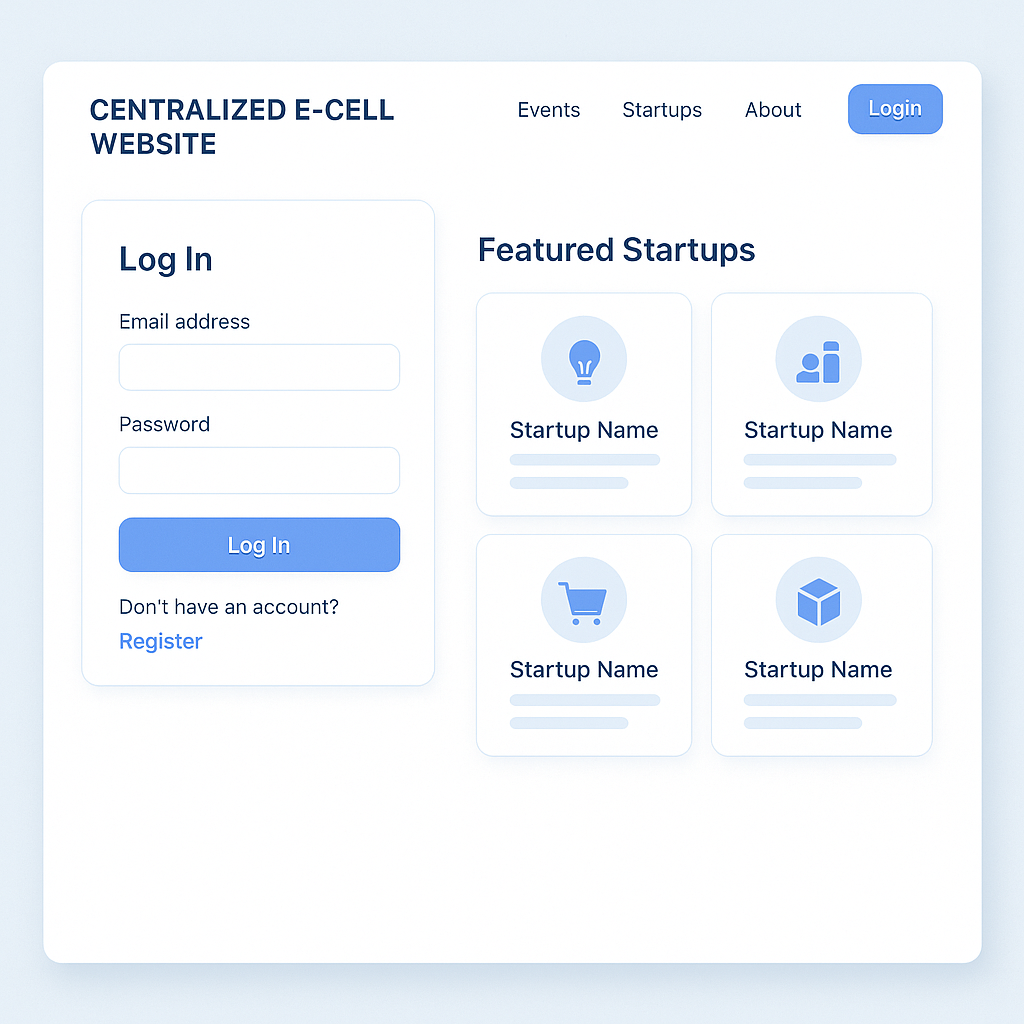 CENTRALIZED E-CELL
WEBSITE
Events
Startups
About
Login
Log In
Email address
Password
Log In
Don't have an account?
Register
Featured Startups
Startup Name
Startup Name
Startup Name
Startup Name